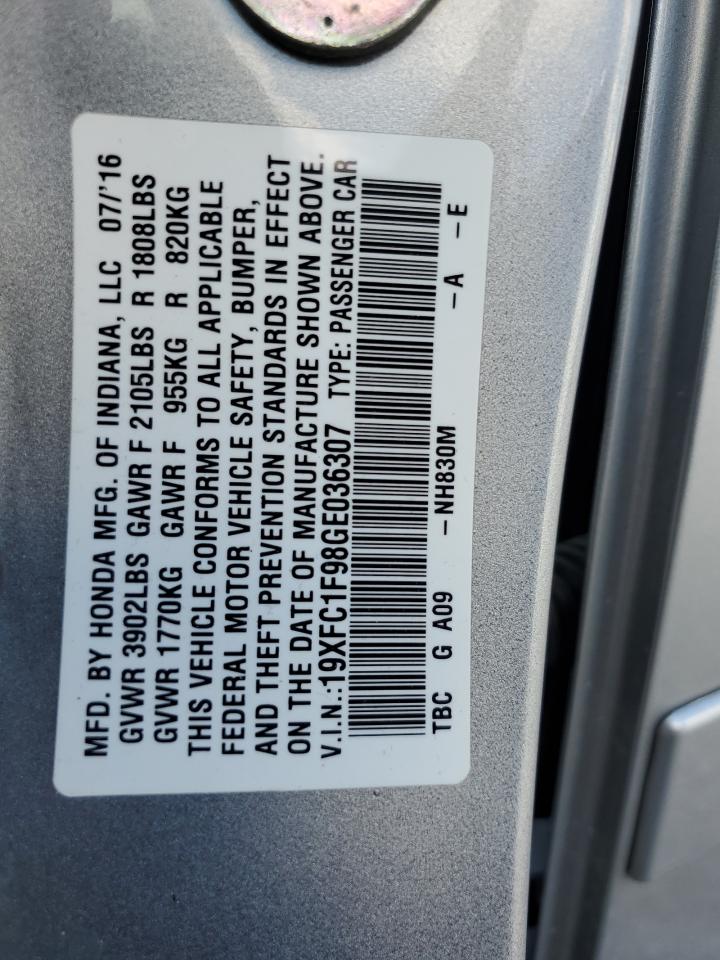 MFD. BY HONDA MFG. OF INDIANA, LLC 07/'16
GVWR 3902LBS GAWR F 2105LBS R 1808LBS
GVWR 1770KG GAWR F 955KG R 820KG
THIS VEHICLE CONFORMS TO ALL APPLICABLE
FEDERAL MOTOR VEHICLE SAFETY, BUMPER,
AND THEFT PREVENTION STANDARDS IN EFFECT
ON THE DATE OF MANUFACTURE SHOWN ABOVE.
V.I.N.:19XFC1F98GE036307 TYPE: PASSENGER CAR
TBC G A09 -NH830M -A -E